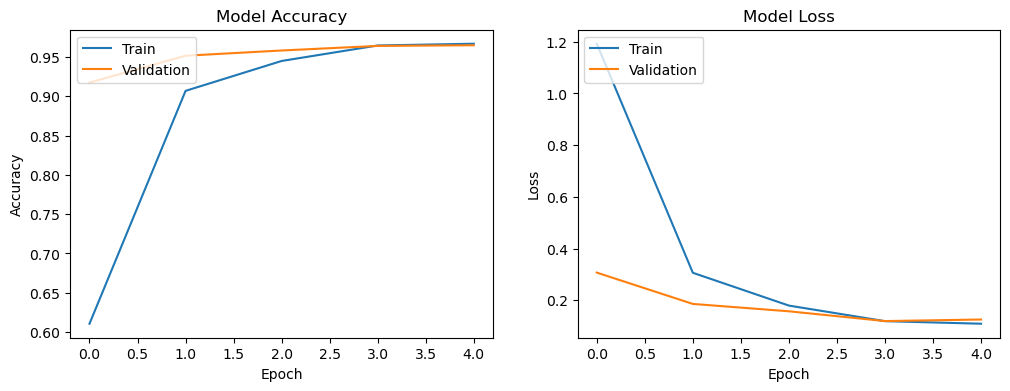 Model Accuracy
Train
Validation
0.95
0.90
0.85
0.80
0.75
0.70
0.65
0.60
Accuracy
0.0 0.5 1.0 1.5 2.0 2.5 3.0 3.5 4.0
Epoch
Model Loss
Train
Validation
1.2
1.0
0.8
0.6
0.4
0.2
Loss
0.0 0.5 1.0 1.5 2.0 2.5 3.0 3.5 4.0
Epoch